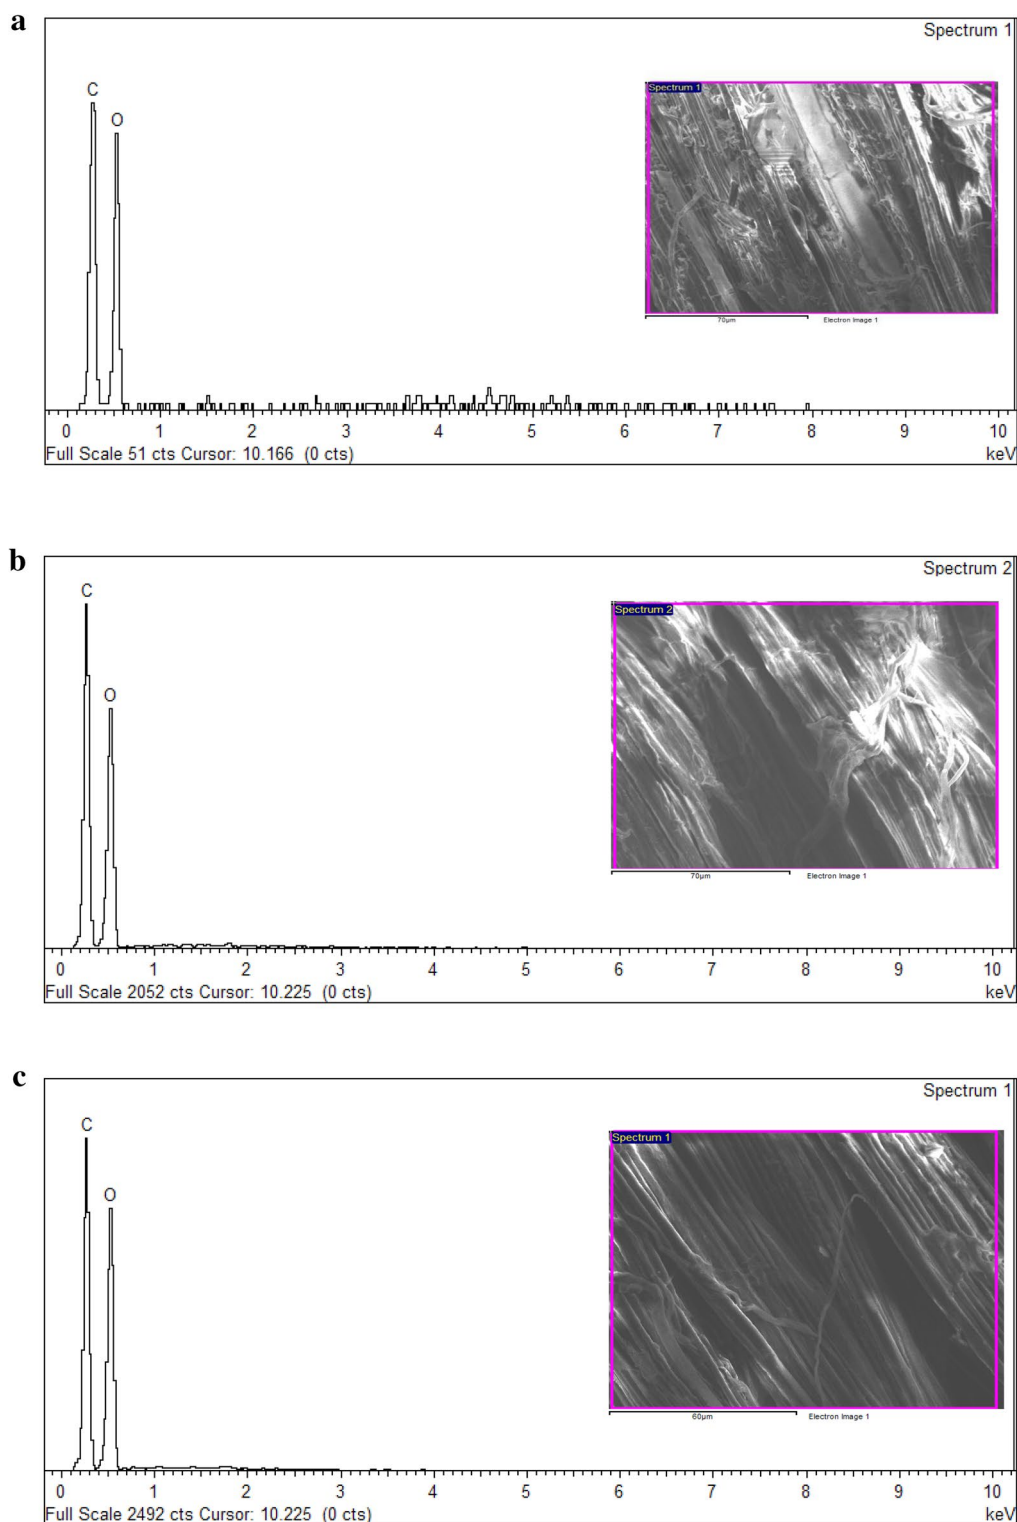 a
Spectrum 1
C
O
Spectrum 1
70µm Electron Image 1
0 1 2 3 4 5 6 7 8 9 10
Full Scale 51 cts Cursor: 10.166 (0 cts) keV
b
Spectrum 2
C
O
Spectrum 2
70µm Electron Image 1
0 1 2 3 4 5 6 7 8 9 10
Full Scale 2052 cts Cursor: 10.225 (0 cts) keV
c
Spectrum 1
C
O
Spectrum 1
60µm Electron Image 1
0 1 2 3 4 5 6 7 8 9 10
Full Scale 2492 cts Cursor: 10.225 (0 cts) keV